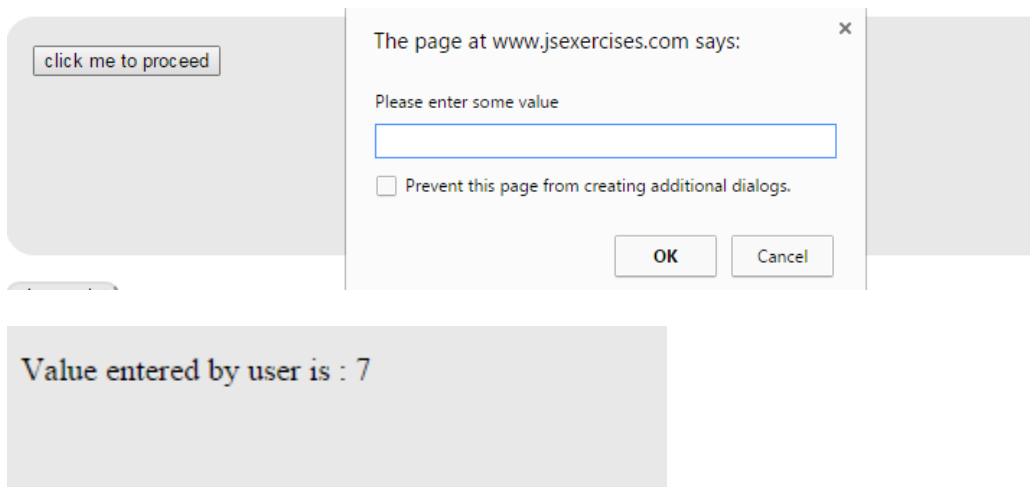 click me to proceed
The page at www.jsexercises.com says:
×
Please enter some value
Prevent this page from creating additional dialogs.
OK
Cancel
Value entered by user is : 7